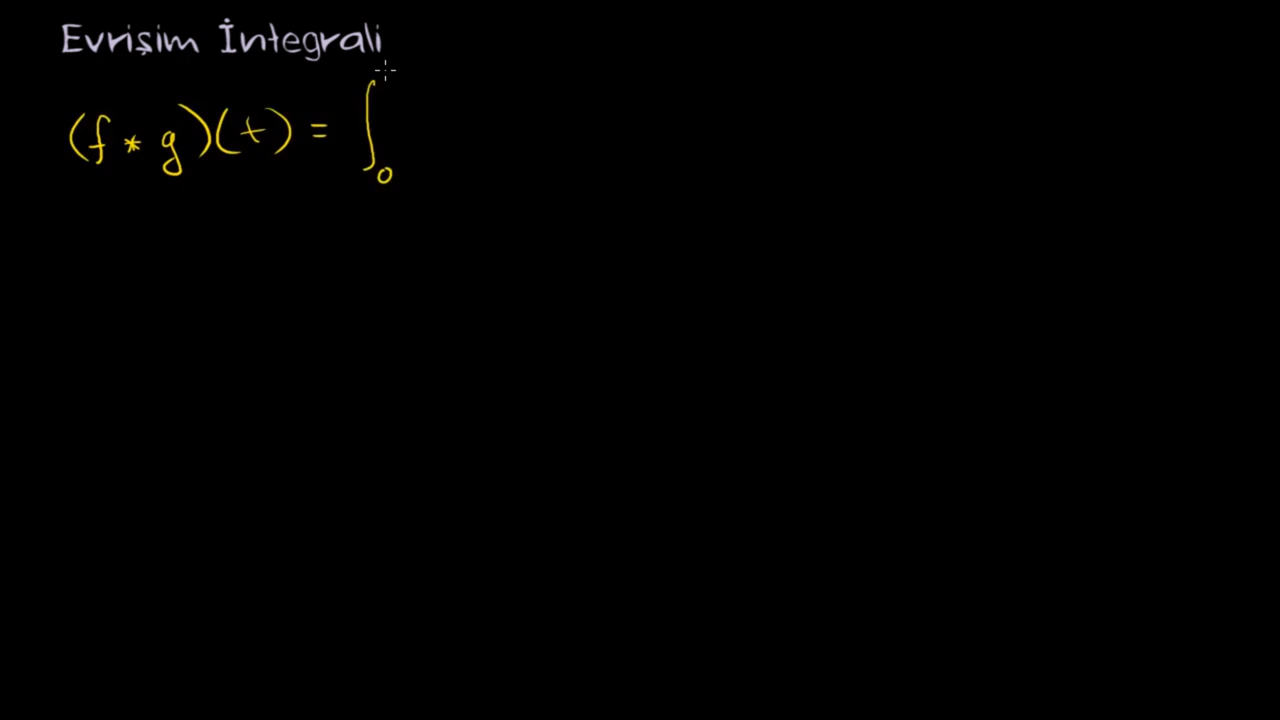 Evrişim İntegrali
(f * g)(t) = ∫₀